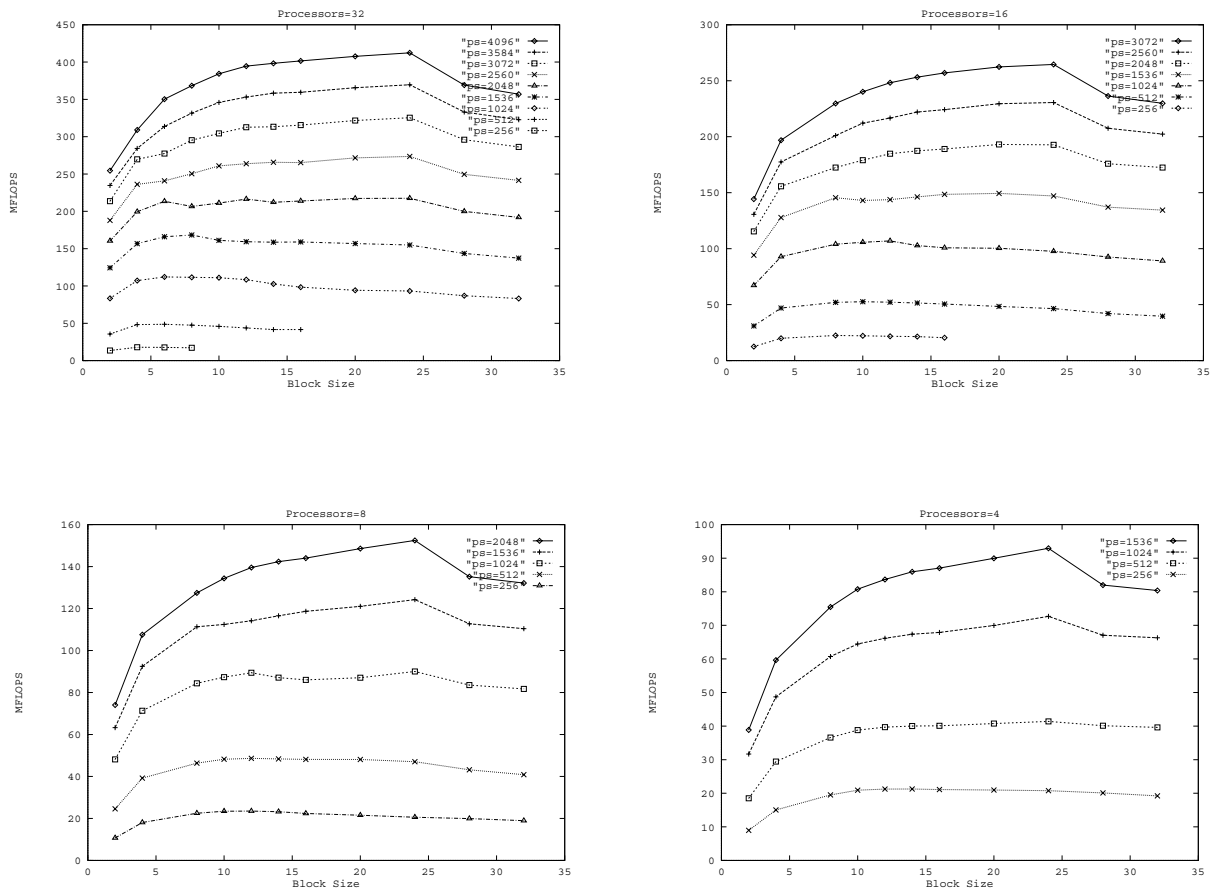 Processors=32
450
400
350
300
250
200
150
100
50
0
MFLOPS
"ps=4096"
"ps=3584"
"ps=3072"
"ps=2560"
"ps=2048"
"ps=1536"
"ps=1024"
"ps=512"
"ps=256"
0 5 10 15 20 25 30 35
Block Size
Processors=16
300
250
200
150
100
50
0
MFLOPS
"ps=3072"
"ps=2560"
"ps=2048"
"ps=1536"
"ps=1024"
"ps=512"
"ps=256"
0 5 10 15 20 25 30 35
Block Size
Processors=8
160
140
120
100
80
60
40
20
0
MFLOPS
"ps=2048"
"ps=1536"
"ps=1024"
"ps=512"
"ps=256"
0 5 10 15 20 25 30 35
Block Size
Processors=4
100
90
80
70
60
50
40
30
20
10
0
MFLOPS
"ps=1536"
"ps=1024"
"ps=512"
"ps=256"
0 5 10 15 20 25 30 35
Block Size